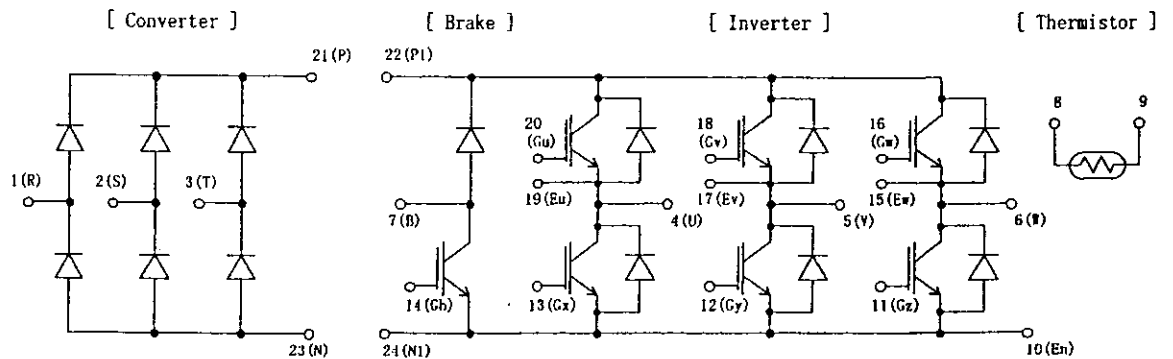 [ Converter ]
[ Brake ]
[ Inverter ]
[ Thermistor ]
21(P)
22(P1)
20
(Gu)
18
(Gv)
16
(Gw)
8
9
1(R)
2(S)
3(T)
7(B)
19(Eu)
4(U)
17(Ev)
5(V)
15(Ew)
6(W)
14(Gb)
13(Gx)
12(Gy)
11(Gz)
23(N)
24(N1)
10(En)